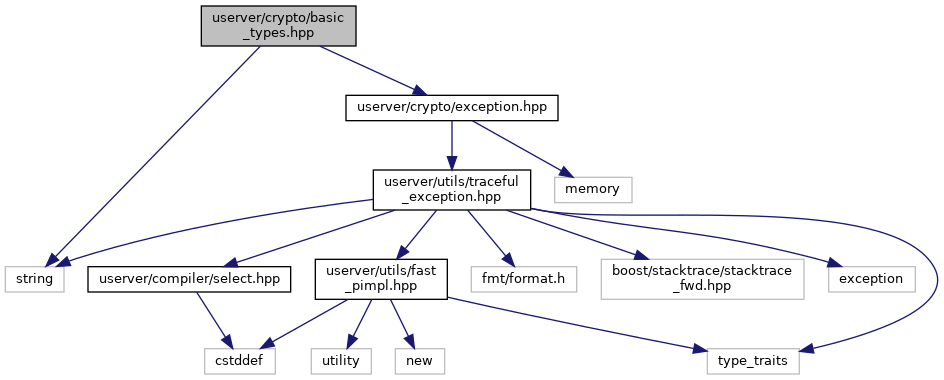 userver/crypto/basic
_types.hpp
userver/crypto/exception.hpp
userver/utils/traceful
_exception.hpp
memory
string
userver/compiler/select.hpp
userver/utils/fast
_pimpl.hpp
fmt/format.h
boost/stacktrace/stacktrace
_fwd.hpp
exception
cstddef
utility
new
type_traits